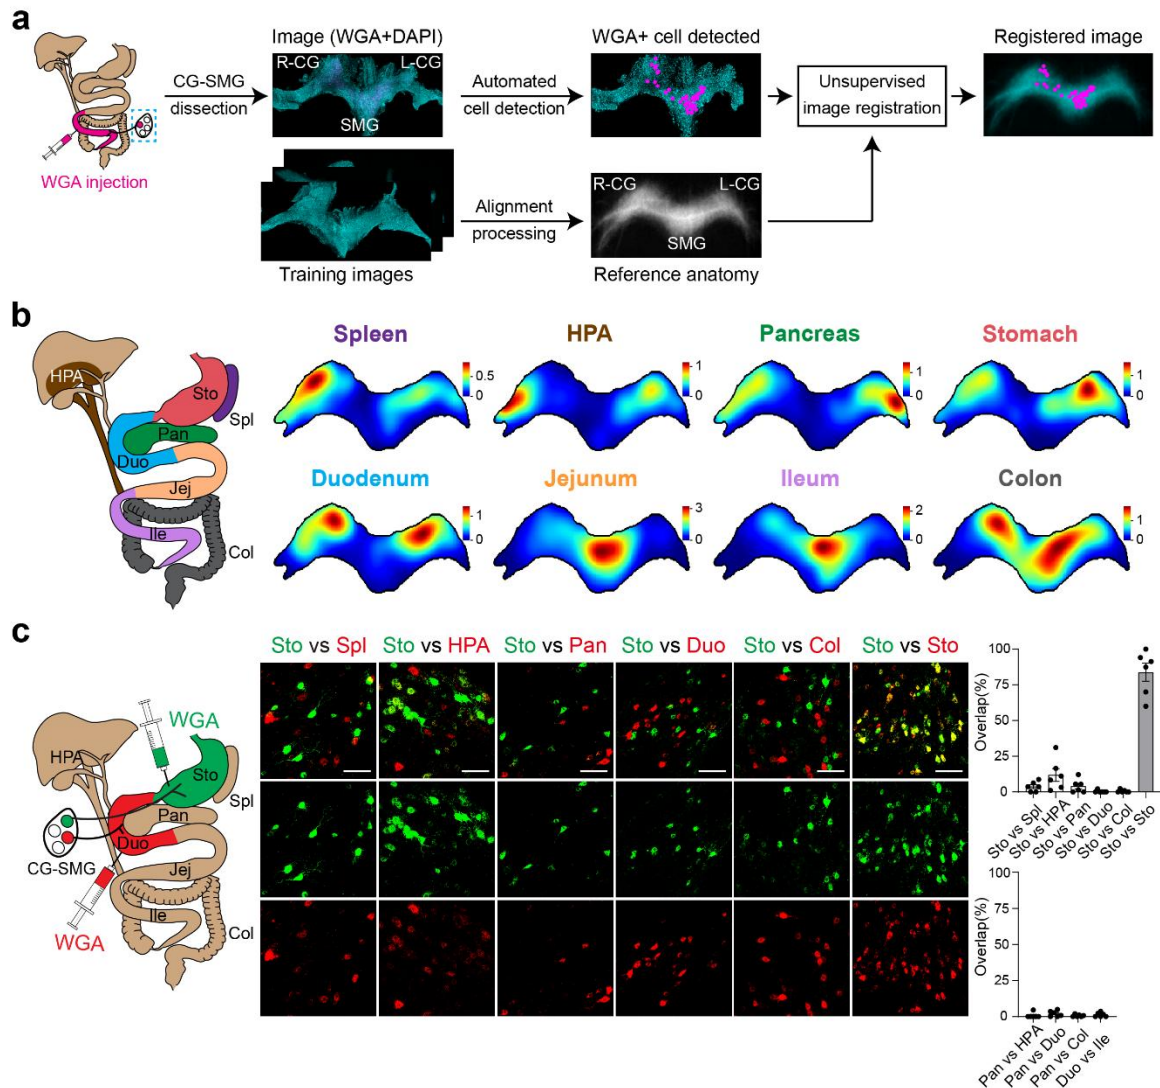 a
Image (WGA+DAPI)
WGA+ cell detected
Registered image
R-CG
L-CG
SMG
CG-SMG
dissection
Automated
cell detection
Unsupervised
image registration
WGA injection
R-CG
L-CG
SMG
Alignment
processing
Training images
Reference anatomy
b
Spleen
HPA
Pancreas
Stomach
0.5
0
1
0
1
0
1
0
HPA
Sto
Spl
Pan
Duo
Jej
Ile
Col
Duodenum
Jejunum
Ileum
Colon
1
0
3
0
2
0
1
0
c
Sto vs Spl
Sto vs HPA
Sto vs Pan
Sto vs Duo
Sto vs Col
Sto vs Sto
WGA
HPA
Sto
Spl
Pan
Duo
CG-SMG
Jej
Ile
Col
WGA
Overlap(%)
100
75
50
25
0
Sto vs Spl
Sto vs HPA
Sto vs Pan
Sto vs Duo
Sto vs Col
Sto vs Sto
Overlap(%)
100
75
50
25
0
Pan vs HPA
Pan vs Duo
Pan vs Col
Duo vs Ile